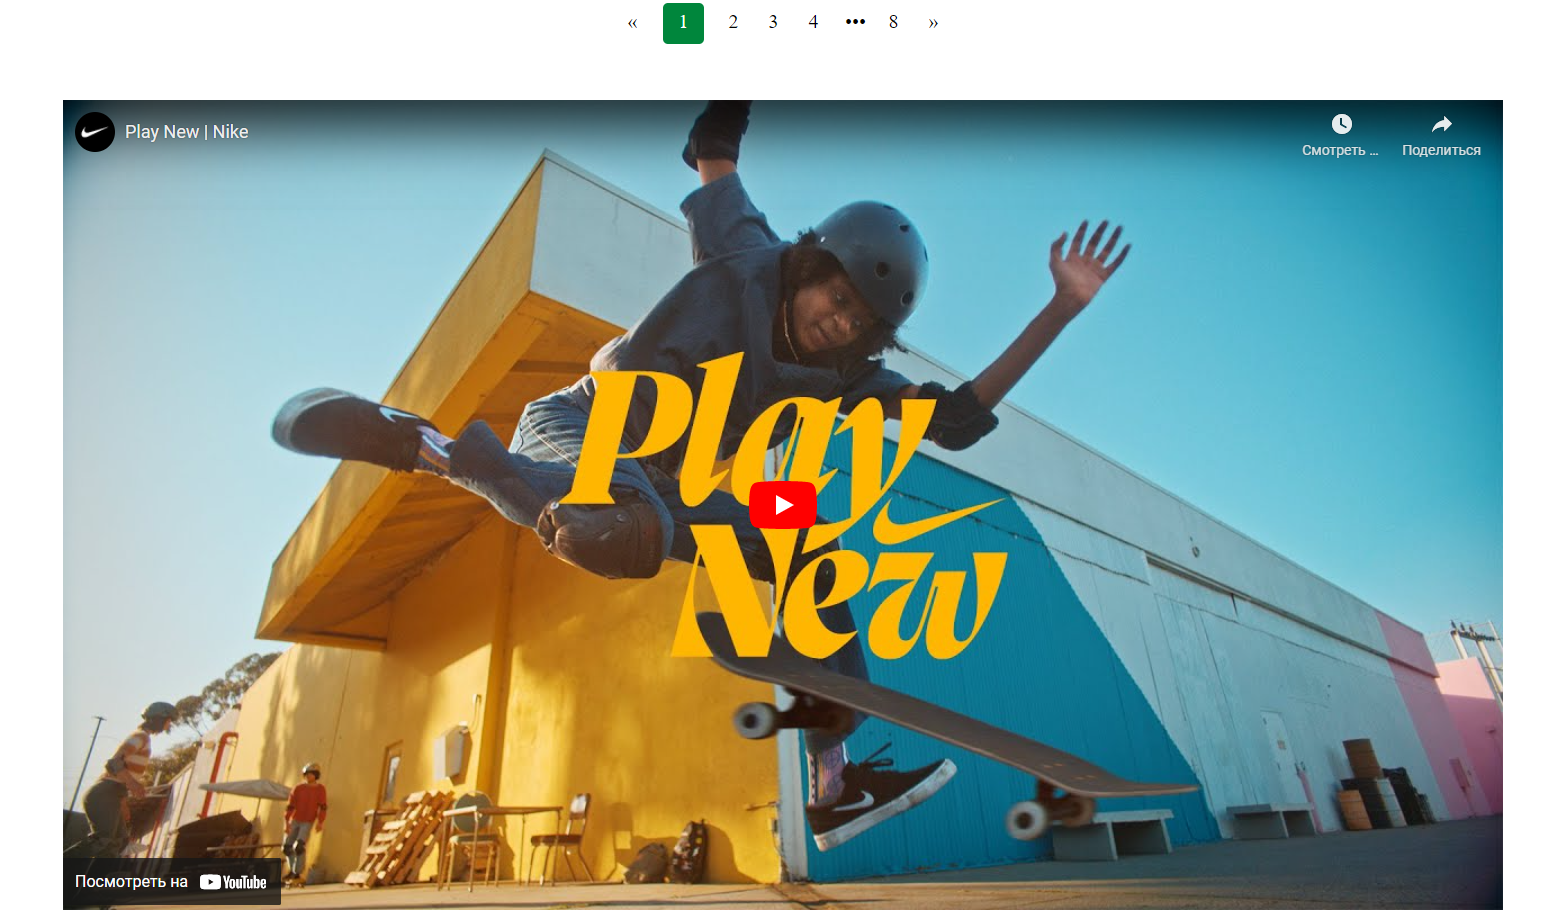 « 1 2 3 4 ••• 8 »
Play New | Nike
Смотреть ...
Поделиться
Play
New
Посмотреть на YouTube